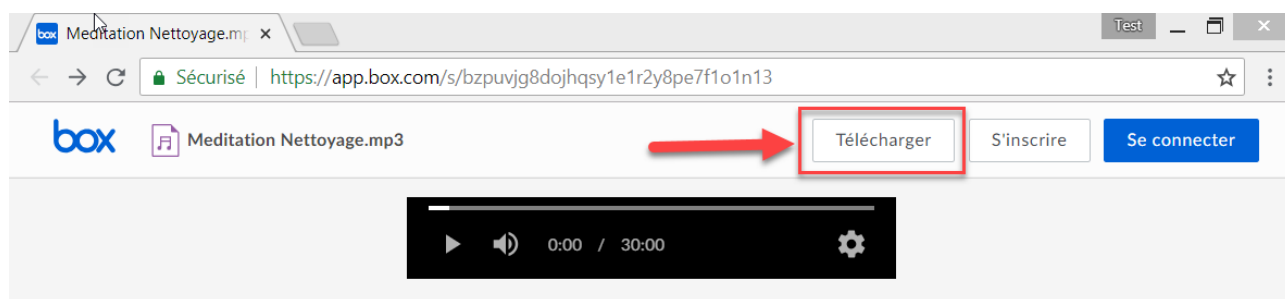 box Meditation Nettoyage.mp
Test
Sécurisé https://app.box.com/s/bzpuvjg8dojhqsy1e1r2y8pe7f1o1n13
box Meditation Nettoyage.mp3 Télécharger S'inscrire Se connecter
0:00 / 30:00